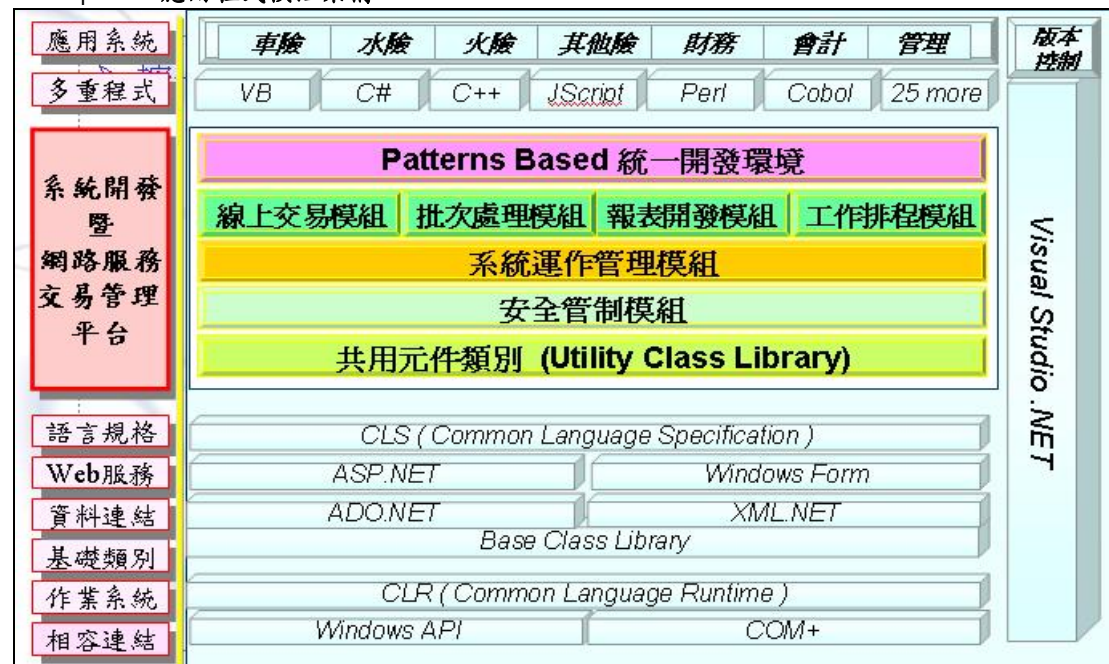 應用系統 車險 水險 火險 其他險 財務 會計 管理 版本
控制
多重程式 VB C# C++ JScript Perl Cobol 25 more
系統開發
暨
網路服務
交易管理
平台
Patterns Based 統一開發環境
線上交易模組 批次處理模組 報表開發模組 工作排程模組
系統運作管理模組
安全管制模組
共用元件類別 (Utility Class Library)
Visual Studio .NET
語言規格 CLS ( Common Language Specification )
Web服務 ASP.NET Windows Form
資料連結 ADO.NET XML.NET
基礎類別 Base Class Library
作業系統 CLR ( Common Language Runtime )
相容連結 Windows API COM+